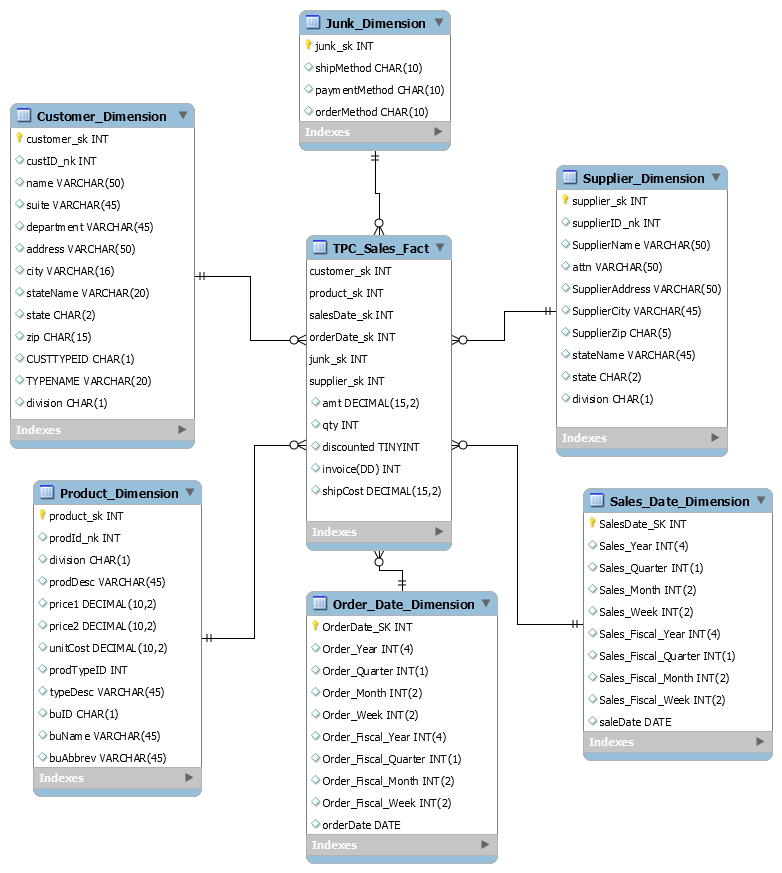 Junk_Dimension
junk_sk INT
shipMethod CHAR(10)
paymentMethod CHAR(10)
orderMethod CHAR(10)
Indexes
Customer_Dimension
customer_sk INT
custID_nk INT
name VARCHAR(50)
suite VARCHAR(45)
department VARCHAR(45)
address VARCHAR(50)
city VARCHAR(16)
stateName VARCHAR(20)
state CHAR(2)
zip CHAR(15)
CUSTTYPEID CHAR(1)
TYPENAME VARCHAR(20)
division CHAR(1)
Indexes
Supplier_Dimension
supplier_sk INT
supplierID_nk INT
SupplierName VARCHAR(50)
attn VARCHAR(50)
SupplierAddress VARCHAR(50)
SupplierCity VARCHAR(45)
SupplierZip CHAR(5)
stateName VARCHAR(45)
state CHAR(2)
division CHAR(1)
Indexes
TPC_Sales_Fact
customer_sk INT
product_sk INT
salesDate_sk INT
orderDate_sk INT
junk_sk INT
supplier_sk INT
amt DECIMAL(15,2)
qty INT
discounted TINYINT
invoice(DD) INT
shipCost DECIMAL(15,2)
Indexes
Product_Dimension
product_sk INT
prodId_nk INT
division CHAR(1)
prodDesc VARCHAR(45)
price1 DECIMAL(10,2)
price2 DECIMAL(10,2)
unitCost DECIMAL(10,2)
prodTypeID INT
typeDesc VARCHAR(45)
buID CHAR(1)
buName VARCHAR(45)
buAbbrev VARCHAR(45)
Indexes
Order_Date_Dimension
OrderDate_SK INT
Order_Year INT(4)
Order_Quarter INT(1)
Order_Month INT(2)
Order_Week INT(2)
Order_Fiscal_Year INT(4)
Order_Fiscal_Quarter INT(1)
Order_Fiscal_Month INT(2)
Order_Fiscal_Week INT(2)
orderDate DATE
Indexes
Sales_Date_Dimension
SalesDate_SK INT
Sales_Year INT(4)
Sales_Quarter INT(1)
Sales_Month INT(2)
Sales_Week INT(2)
Sales_Fiscal_Year INT(4)
Sales_Fiscal_Quarter INT(1)
Sales_Fiscal_Month INT(2)
Sales_Fiscal_Week INT(2)
saleDate DATE
Indexes